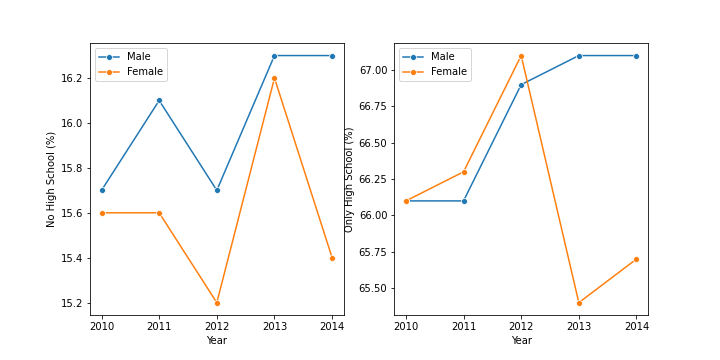 Male
Female
No High School (%)
16.2
16.0
15.8
15.6
15.4
15.2
2010 2011 2012 2013 2014
Year
Male
Female
Only High School (%)
67.00
66.75
66.50
66.25
66.00
65.75
65.50
2010 2011 2012 2013 2014
Year